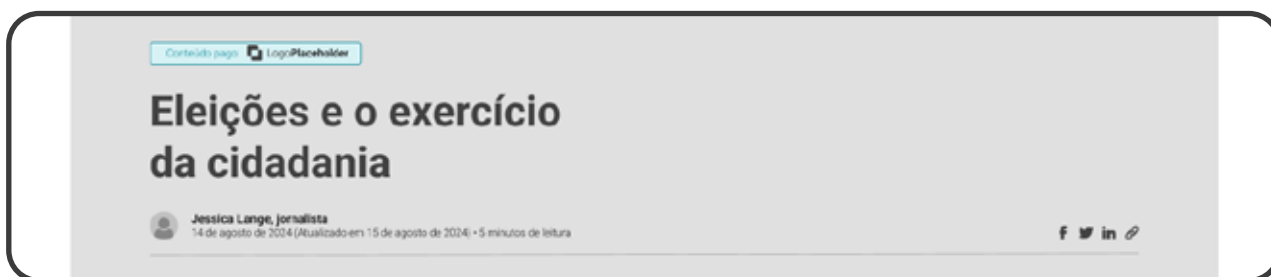 Conteúdo pago LogoPlaceholder
Eleições e o exercício
da cidadania
Jessica Lange, jornalista
14 de agosto de 2024 (Atualizado em 15 de agosto de 2024) • 5 minutos de leitura